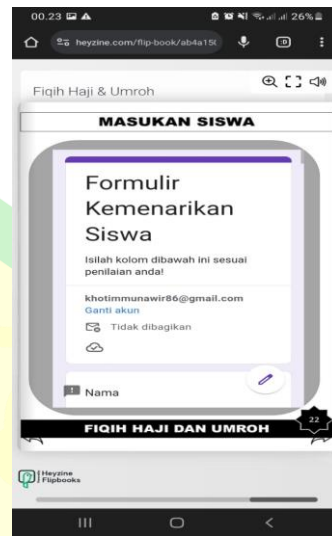 00.23
26%
heyzine.com/flip-book/ab4a15
Fiqih Haji & Umroh
MASUKAN SISWA
Formulir
Kemenarikan
Siswa
Isilah kolom dibawah ini sesuai
penilaian anda!
khotimmunawir86@gmail.com
Ganti akun
Tidak dibagikan
Nama
FIQIH HAJI DAN UMROH
22
Heyzine
Flipbooks